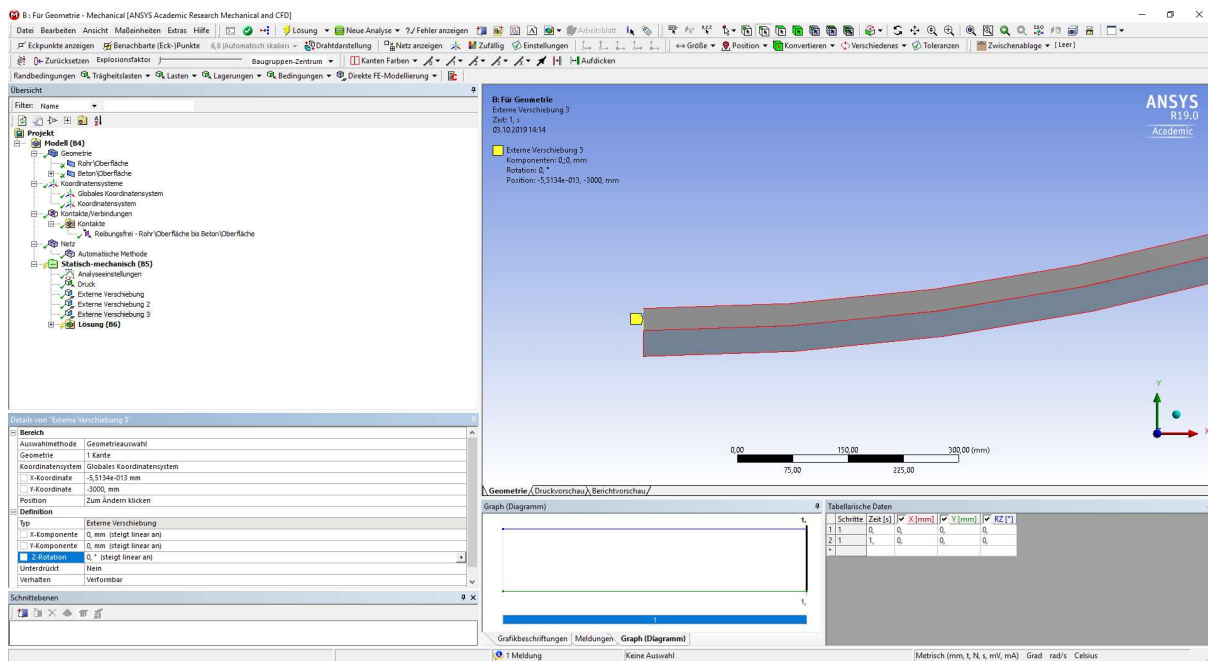 B : Für Geometrie - Mechanical [ANSYS Academic Research Mechanical and CFD]
Datei Bearbeiten Ansicht Maßeinheiten Extras Hilfe Lösung Neue Analyse ?/ Fehler anzeigen Arbeitsblatt
Eckpunkte anzeigen Benachbarte (Eck-)Punkte 6,8 (Automatisch skalieren Drahtdarstellung Netz anzeigen Zufällig Einstellungen Größe Position Konvertieren Verschiedenes Toleranzen Zwischenablage [Leer]
Zurücksetzen Explosionsfaktor Baugruppen-Zentrum Kanten Farben Aufdicken
Randbedingungen Trägheitslasten Lasten Lagerungen Bedingungen Direkte FE-Modellierung
Übersicht
Filter: Name
Projekt
Modell (B4)
Geometrie
Rohr\Oberfläche
Beton\Oberfläche
Koordinatensysteme
Globales Koordinatensystem
Koordinatensystem
Kontakte/Verbindungen
Kontakte
Reibungsfrei - Rohr\Oberfläche bis Beton\Oberfläche
Netz
Automatische Methode
Statisch-mechanisch (B5)
Analyseeinstellungen
Druck
Externe Verschiebung
Externe Verschiebung 2
Externe Verschiebung 3
Lösung (B6)
Details von "Externe Verschiebung 3"
Bereich
Auswahlmethode Geometrieauswahl
Geometrie 1 Kante
Koordinatensystem Globales Koordinatensystem
X-Koordinate -5,5134e-013 mm
Y-Koordinate -3000, mm
Position Zum Ändern klicken
Definition
Typ Externe Verschiebung
X-Komponente 0, mm (steigt linear an)
Y-Komponente 0, mm (steigt linear an)
Z-Rotation 0, ° (steigt linear an)
Unterdrückt Nein
Verhalten Verformbar
Schnittebenen
B: Für Geometrie
Externe Verschiebung 3
Zeit: 1, s
03.10.2019 14:14
Externe Verschiebung 3
Komponenten: 0,;0, mm
Rotation: 0, °
Position: -5,5134e-013, -3000, mm
ANSYS
R19.0
Academic
Y
X
0,00 150,00 300,00 (mm)
75,00 225,00
Geometrie Druckvorschau Berichtvorschau
Graph (Diagramm)
1,
1,
1
Grafikbeschriftungen Meldungen Graph (Diagramm)
Tabellarische Daten
Schritte Zeit [s] X [mm] Y [mm] RZ [°]
1 1 0, 0, 0, 0,
2 1 1, 0, 0, 0,
*
1 Meldung Keine Auswahl Metrisch (mm, t, N, s, mV, mA) Grad rad/s Celsius